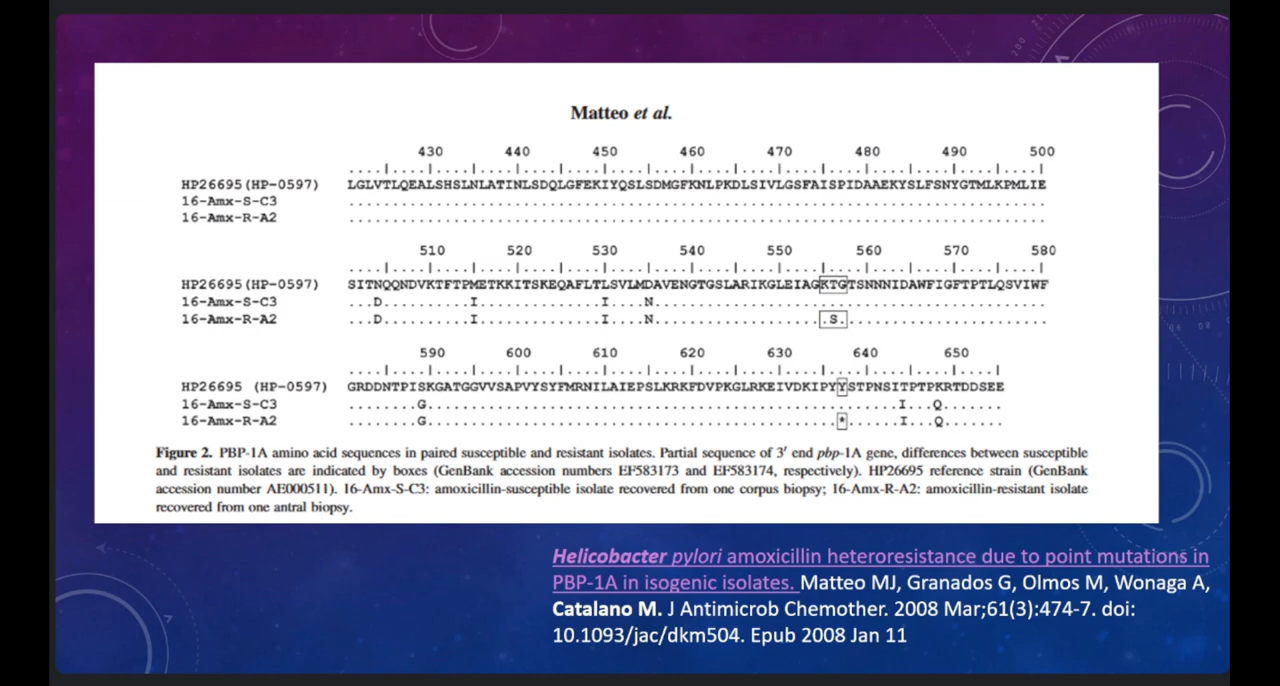 Matteo et al.
430 440 450 460 470 480 490 500
....|....|....|....|....|....|....|....|....|....|....|....|....|....|....|....|
HP26695(HP-0597) LGLVTLQEALSHSLNLATINLSDQLGFEKIYQSLSDMGFKNLPKDLSIVLGSFAISPIDAAEKYSLFSNYGTMLKPMLIE
16-Amx-S-C3 ................................................................................
16-Amx-R-A2 ................................................................................
510 520 530 540 550 560 570 580
....|....|....|....|....|....|....|....|....|....|....|....|....|....|....|....|
HP26695(HP-0597) SITNQQNDVKTFTPMETKKITSKEQAFLTLSVLMDAVENGTGSLARIKGLEIAGKTGTSNNNIDAWFIGFTPTLQSVIWF
16-Amx-S-C3 ...D..........I..............I....N.............................................
16-Amx-R-A2 ...D..........I..............I....N....................S........................
590 600 610 620 630 640 650
....|....|....|....|....|....|....|....|....|....|....|....|....|....|....|
HP26695 (HP-0597) GRDDNTPISKGATGGVVSAPVYSYFMRNILAIEPSLKRKFDVPKGLRKEIVDKIPYYSTPNSITPTPKRTDDSEE
16-Amx-S-C3 ........G......................................................I...Q.......
16-Amx-R-A2 ........G...............................................*......I...Q.......
Figure 2. PBP-1A amino acid sequences in paired susceptible and resistant isolates. Partial sequence of 3′ end pbp-1A gene, differences between susceptible
and resistant isolates are indicated by boxes (GenBank accession numbers EF583173 and EF583174, respectively). HP26695 reference strain (GenBank
accession number AE000511). 16-Amx-S-C3: amoxicillin-susceptible isolate recovered from one corpus biopsy; 16-Amx-R-A2: amoxicillin-resistant isolate
recovered from one antral biopsy.
Helicobacter pylori amoxicillin heteroresistance due to point mutations in
PBP-1A in isogenic isolates. Matteo MJ, Granados G, Olmos M, Wonaga A,
Catalano M. J Antimicrob Chemother. 2008 Mar;61(3):474-7. doi:
10.1093/jac/dkm504. Epub 2008 Jan 11